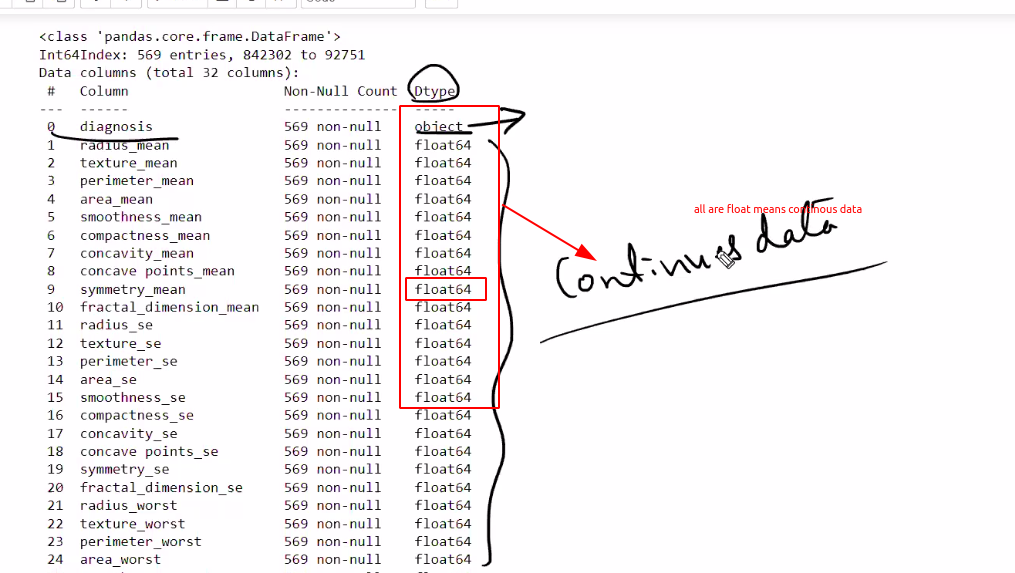 <class 'pandas.core.frame.DataFrame'>
Int64Index: 569 entries, 842302 to 92751
Data columns (total 32 columns):
# Column Non-Null Count Dtype
--- ------ -------------- -----
0 diagnosis 569 non-null object
1 radius_mean 569 non-null float64
2 texture_mean 569 non-null float64
3 perimeter_mean 569 non-null float64
4 area_mean 569 non-null float64
5 smoothness_mean 569 non-null float64
6 compactness_mean 569 non-null float64
7 concavity_mean 569 non-null float64
8 concave points_mean 569 non-null float64
9 symmetry_mean 569 non-null float64
10 fractal_dimension_mean 569 non-null float64
11 radius_se 569 non-null float64
12 texture_se 569 non-null float64
13 perimeter_se 569 non-null float64
14 area_se 569 non-null float64
15 smoothness_se 569 non-null float64
16 compactness_se 569 non-null float64
17 concavity_se 569 non-null float64
18 concave points_se 569 non-null float64
19 symmetry_se 569 non-null float64
20 fractal_dimension_se 569 non-null float64
21 radius_worst 569 non-null float64
22 texture_worst 569 non-null float64
23 perimeter_worst 569 non-null float64
24 area_worst 569 non-null float64
all are float means continous data
Continus data